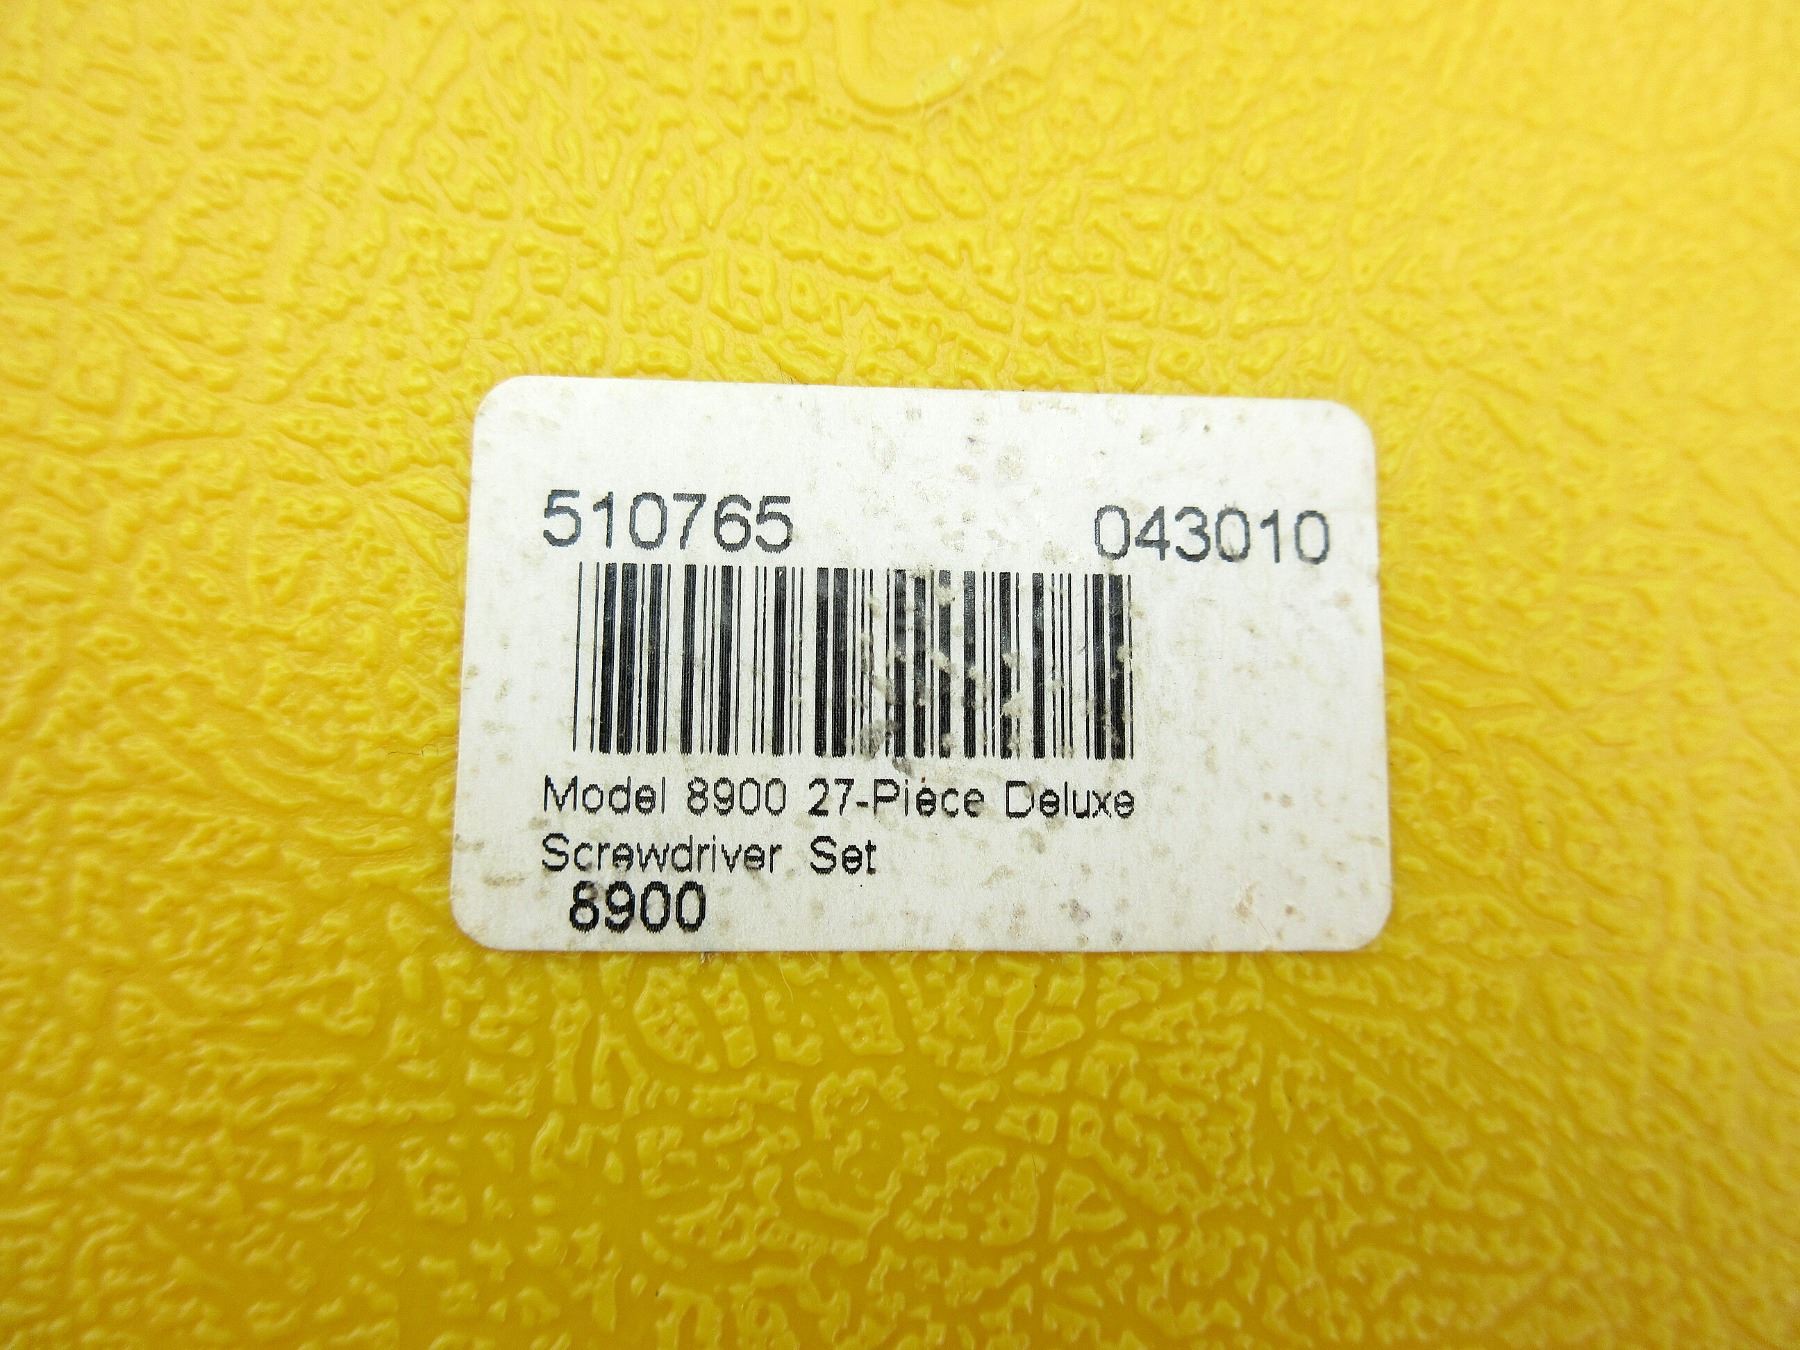 510765 043010
Model 8900 27-Piece Deluxe
Screwdriver Set
8900